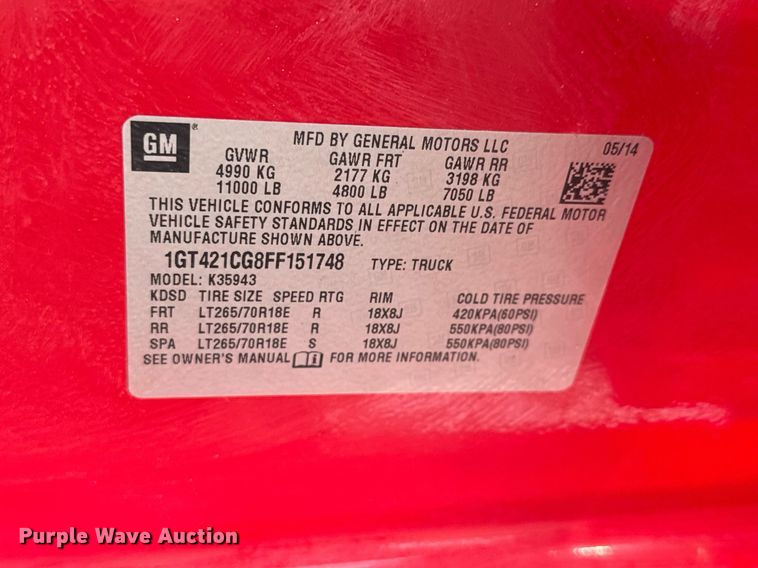 GM® MFD BY GENERAL MOTORS LLC 05/14
GVWR GAWR FRT GAWR RR
4990 KG 2177 KG 3198 KG
11000 LB 4800 LB 7050 LB
THIS VEHICLE CONFORMS TO ALL APPLICABLE U.S. FEDERAL MOTOR
VEHICLE SAFETY STANDARDS IN EFFECT ON THE DATE OF
MANUFACTURE SHOWN ABOVE.
1GT421CG8FF151748 TYPE: TRUCK
MODEL: K35943
KDSD TIRE SIZE SPEED RTG RIM COLD TIRE PRESSURE
FRT LT265/70R18E R 18X8J 420KPA(60PSI)
RR LT265/70R18E R 18X8J 550KPA(80PSI)
SPA LT265/70R18E S 18X8J 550KPA(80PSI)
SEE OWNER'S MANUAL FOR MORE INFORMATION.
Purple Wave Auction